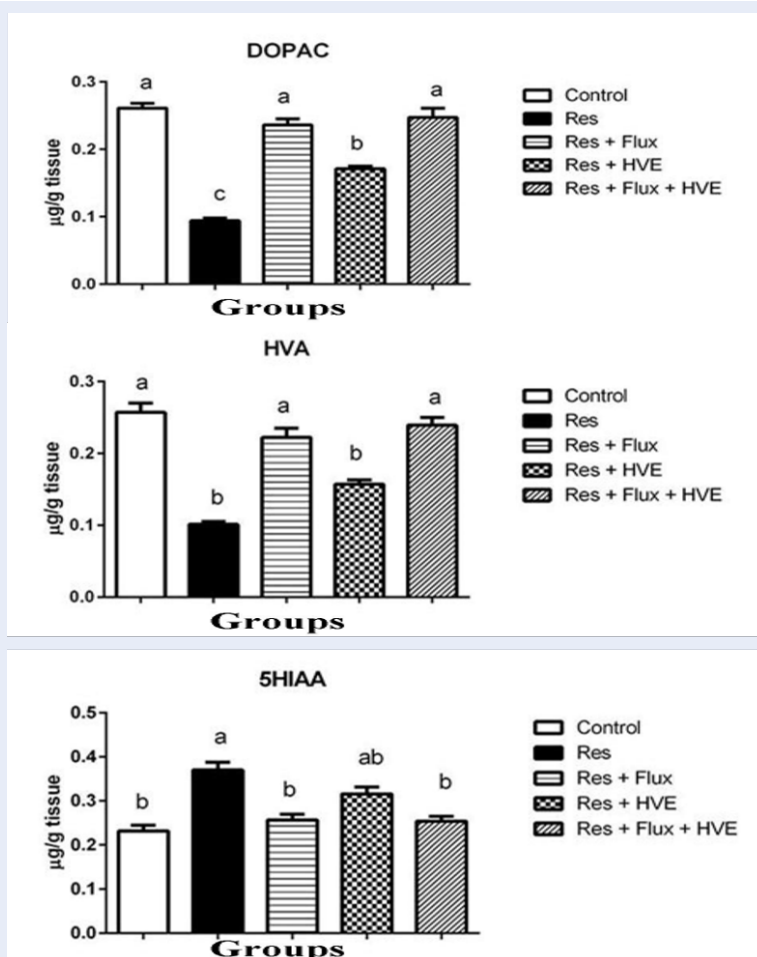 DOPAC
0.3
0.2
0.1
0.0
µg/g tissue
a
c
a
b
a
Groups
Control
Res
Res + Flux
Res + HVE
Res + Flux + HVE
HVA
0.3
0.2
0.1
0.0
µg/g tissue
a
b
a
b
a
Groups
Control
Res
Res + Flux
Res + HVE
Res + Flux + HVE
5HIAA
0.5
0.4
0.3
0.2
0.1
0.0
µg/g tissue
b
a
b
ab
b
Groups
Control
Res
Res + Flux
Res + HVE
Res + Flux + HVE